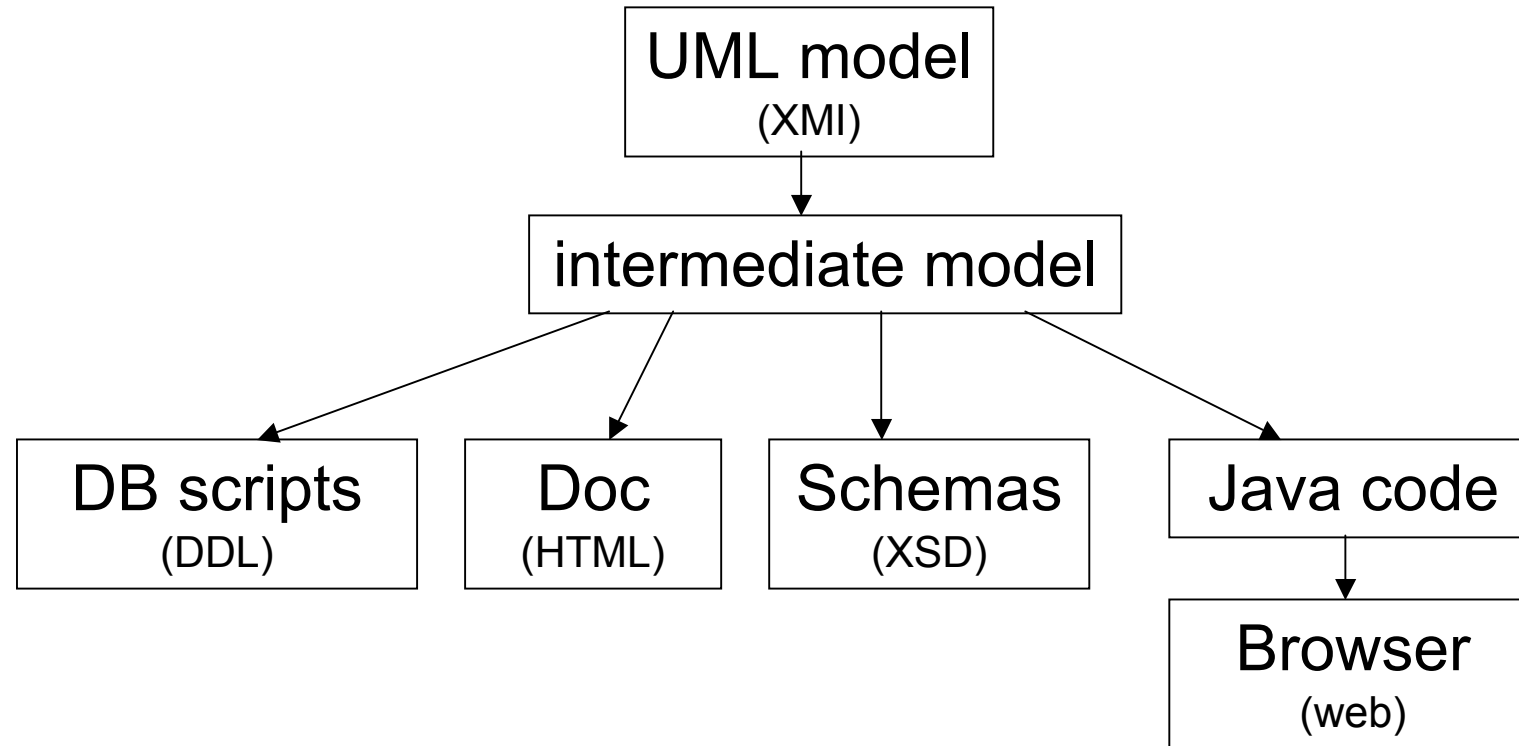 UML model
(XMI)
intermediate model
DB scripts
(DDL)
Doc
(HTML)
Schemas
(XSD)
Java code
Browser
(web)